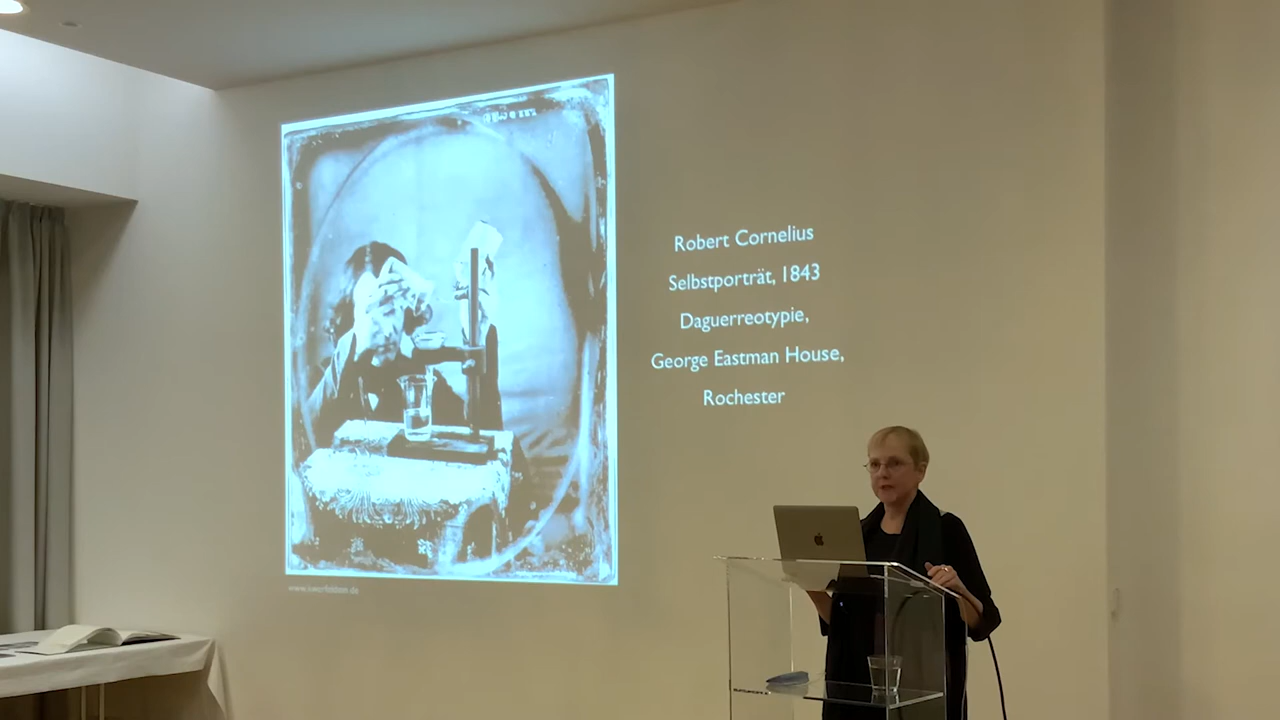 Robert Cornelius
Selbstporträt, 1843
Daguerreotypie,
George Eastman House,
Rochester